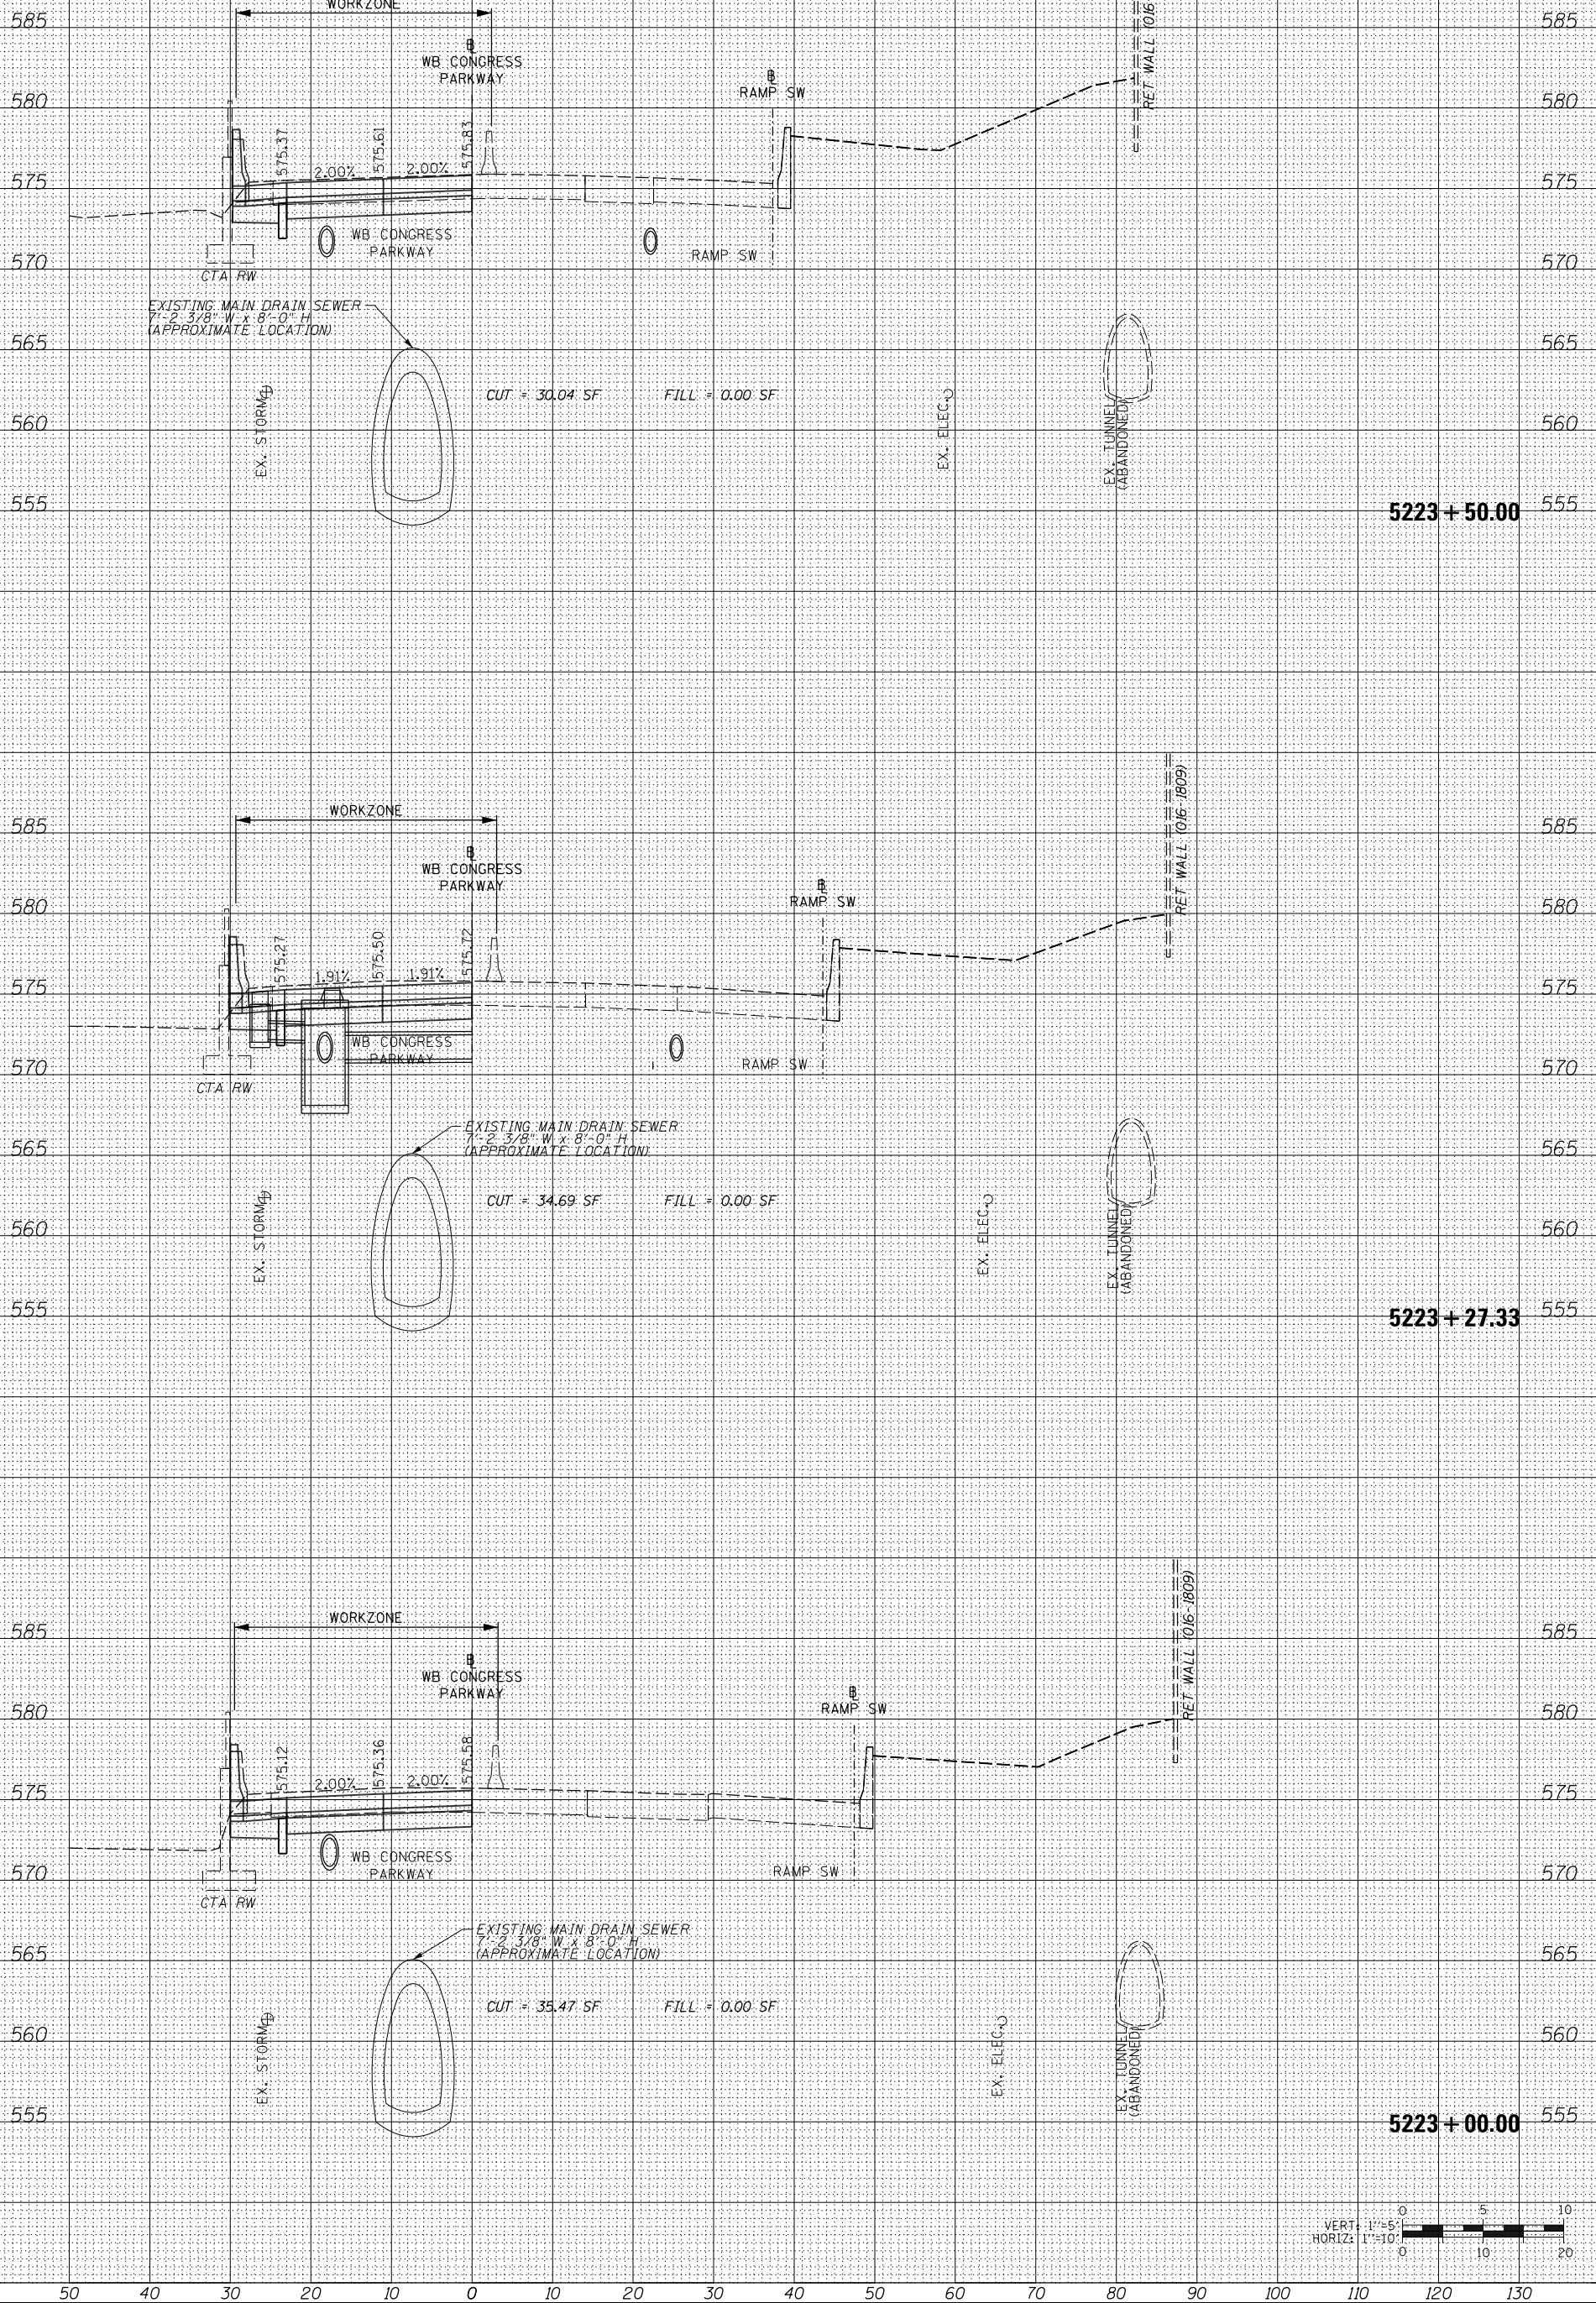 585 WORKZONE 585
℄
WB CONGRESS
PARKWAY
℄
RAMP SW
RET WALL (016
580 580
575.37 575.61 575.83
2.00% 2.00%
575 575
WB CONGRESS
PARKWAY
RAMP SW
570 570
CTA RW
EXISTING MAIN DRAIN SEWER
7'-2 3/8" W x 8'-0" H
(APPROXIMATE LOCATION)
565 565
EX. STORM
CUT = 30.04 SF FILL = 0.00 SF
EX. ELEC.
EX. TUNNEL
(ABANDONED)
560 560
555 5223+50.00 555
WORKZONE
585 585
℄
WB CONGRESS
PARKWAY
℄
RAMP SW
RET WALL (016-1809)
580 580
575.27 575.50 575.72
1.91% 1.91%
575 575
WB CONGRESS
PARKWAY
RAMP SW
570 570
CTA RW
EXISTING MAIN DRAIN SEWER
7'-2 3/8" W x 8'-0" H
(APPROXIMATE LOCATION)
565 565
EX. STORM
CUT = 34.69 SF FILL = 0.00 SF
EX. ELEC.
EX. TUNNEL
(ABANDONED)
560 560
555 5223+27.33 555
WORKZONE
585 585
℄
WB CONGRESS
PARKWAY
℄
RAMP SW
RET WALL (016-1809)
580 580
575.12 575.36 575.58
2.00% 2.00%
575 575
WB CONGRESS
PARKWAY
RAMP SW
570 570
CTA RW
EXISTING MAIN DRAIN SEWER
7'-2 3/8" W x 8'-0" H
(APPROXIMATE LOCATION)
565 565
EX. STORM
CUT = 35.47 SF FILL = 0.00 SF
EX. ELEC.
EX. TUNNEL
(ABANDONED)
560 560
555 5223+00.00 555
0 5 10
VERT: 1"=5'
HORIZ: 1"=10'
0 10 20
50 40 30 20 10 0 10 20 30 40 50 60 70 80 90 100 110 120 130